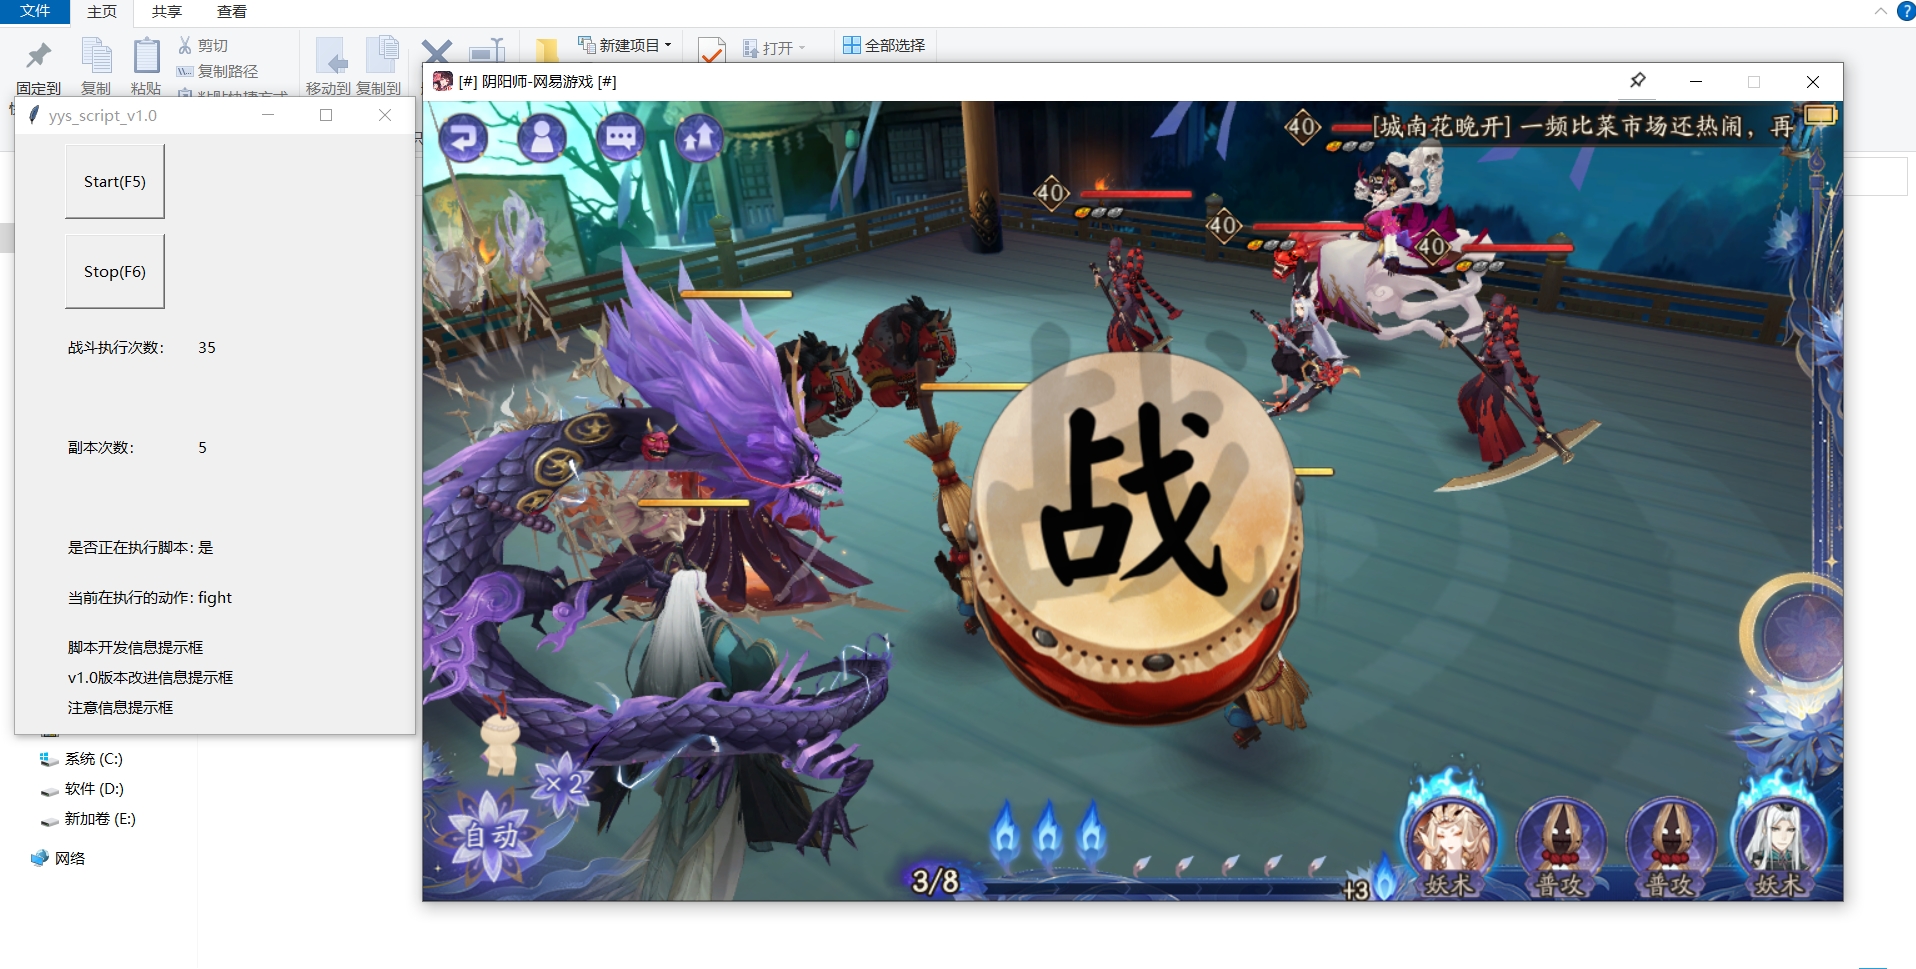 文件 主页 共享 查看
剪切
新建项目
打开
全部选择
复制路径
固定到 复制 粘贴
移动到 复制到
yys_script_v1.0
Start(F5)
Stop(F6)
战斗执行次数： 35
副本次数： 5
是否正在执行脚本：是
当前在执行的动作：fight
脚本开发信息提示框
v1.0版本改进信息提示框
注意信息提示框
系统 (C:)
软件 (D:)
新加卷 (E:)
网络
[#] 阴阳师-网易游戏 [#]
40 [城南花晚开] 一频比菜市场还热闹，再
40
40
40
战
×2
自动
3/8
+3
妖术 普攻 普攻 妖术